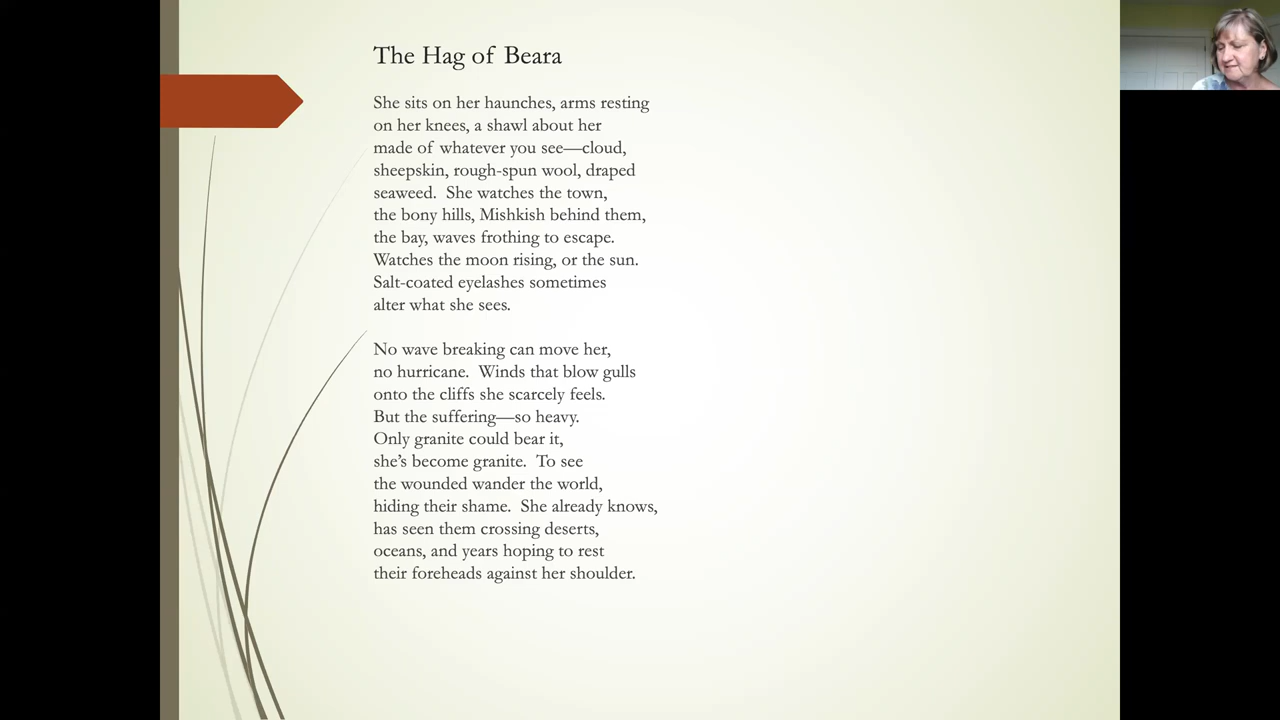 The Hag of Beara
She sits on her haunches, arms resting
on her knees, a shawl about her
made of whatever you see—cloud,
sheepskin, rough-spun wool, draped
seaweed.  She watches the town,
the bony hills, Mishkish behind them,
the bay, waves frothing to escape.
Watches the moon rising, or the sun.
Salt-coated eyelashes sometimes
alter what she sees.
No wave breaking can move her,
no hurricane.  Winds that blow gulls
onto the cliffs she scarcely feels.
But the suffering—so heavy.
Only granite could bear it,
she’s become granite.  To see
the wounded wander the world,
hiding their shame.  She already knows,
has seen them crossing deserts,
oceans, and years hoping to rest
their foreheads against her shoulder.